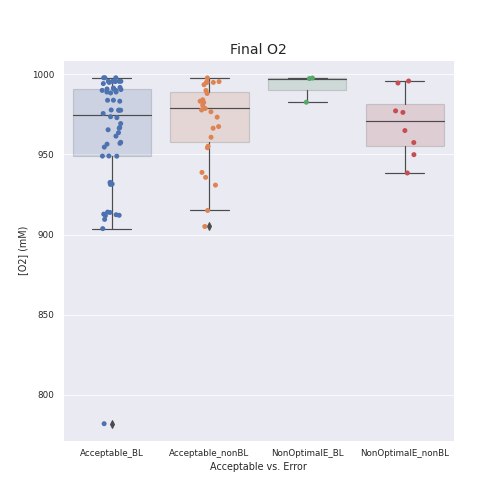 Final O2
1000
950
900
850
800
[O2] (mM)
Acceptable_BL
Acceptable_nonBL
NonOptimalE_BL
NonOptimalE_nonBL
Acceptable vs. Error